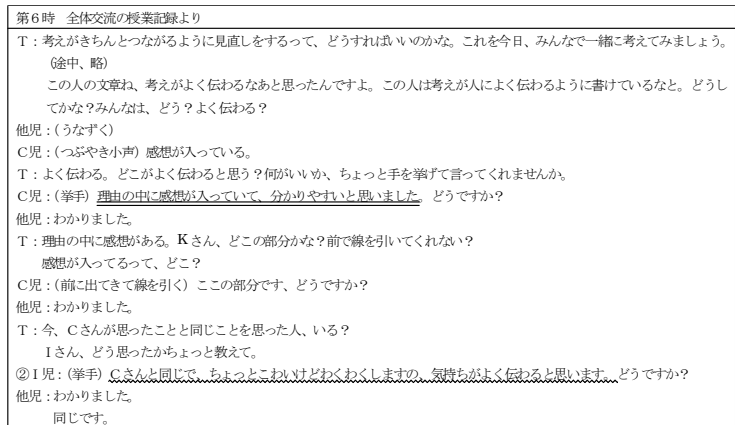 第6時 全体交流の授業記録より
T：考えがきちんとつながるように見直しをするって、どうすればいいのかな。これを今日、みんなで一緒に考えてみましょう。
(途中、略)
この人の文章ね、考えがよく伝わるなあと思ったんですよ。この人は考えが人によく伝わるように書けているなと。どうし
てかな？みんなは、どう？よく伝わる？
他児：(うなずく)
C児：(つぶやき小声) 感想が入っている。
T：よく伝わる。どこがよく伝わると思う？何がいいか、ちょっと手を挙げて言ってくれませんか。
C児：(挙手) 理由の中に感想が入っていて、分かりやすいと思いました。どうですか？
他児：わかりました。
T：理由の中に感想がある。Kさん、どこの部分かな？前で線を引いてくれない？
感想が入ってるって、どこ？
C児：(前に出てきて線を引く) ここの部分です、どうですか？
他児：わかりました。
T：今、Cさんが思ったことと同じことを思った人、いる？
Iさん、どう思ったかちょっと教えて。
②I児：(挙手) Cさんと同じで、ちょっとこわいけどわくわくしますの、気持ちがよく伝わると思います。どうですか？
他児：わかりました。
同じです。